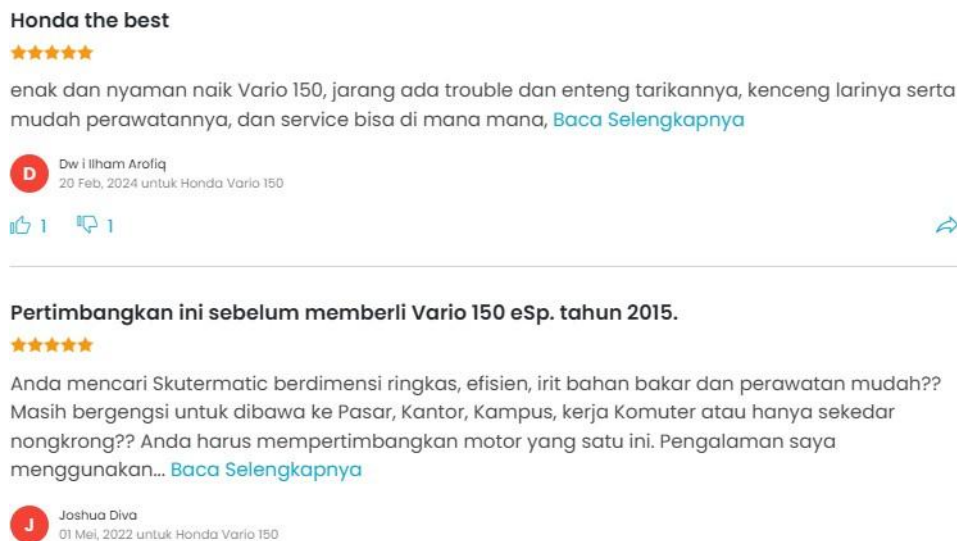 Honda the best
enak dan nyaman naik Vario 150, jarang ada trouble dan enteng tarikannya, kenceng larinya serta
mudah perawatannya, dan service bisa di mana mana, Baca Selengkapnya
D
Dw i Ilham Arofiq
20 Feb, 2024 untuk Honda Vario 150
1 1
Pertimbangkan ini sebelum memberli Vario 150 eSp. tahun 2015.
Anda mencari Skutermatic berdimensi ringkas, efisien, irit bahan bakar dan perawatan mudah??
Masih bergengsi untuk dibawa ke Pasar, Kantor, Kampus, kerja Komuter atau hanya sekedar
nongkrong?? Anda harus mempertimbangkan motor yang satu ini. Pengalaman saya
menggunakan... Baca Selengkapnya
J
Joshua Diva
01 Mei, 2022 untuk Honda Vario 150